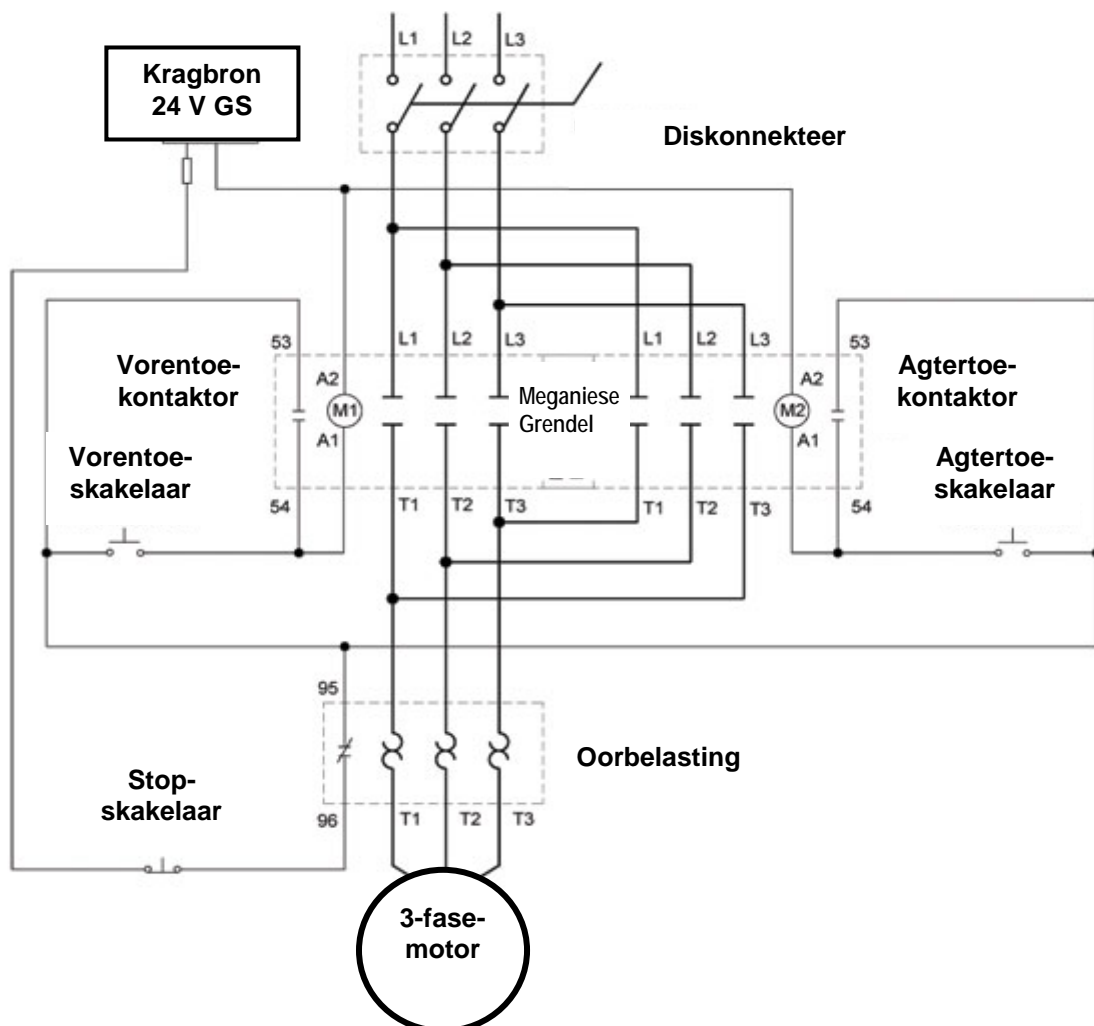 L1 L2 L3
Kragbron
24 V GS
Diskonnekteer
53 L1 L2 L3 L1 L2 L3 53
Vorentoe-
kontaktor
A2
M1
A1
Meganiese
Grendel
A2
M2
A1
Agtertoe-
kontaktor
Vorentoe-
skakelaar
Agtertoe-
skakelaar
54 T1 T2 T3 T1 T2 T3 54
95
Oorbelasting
Stop-
skakelaar
96 T1 T2 T3
3-fase-
motor